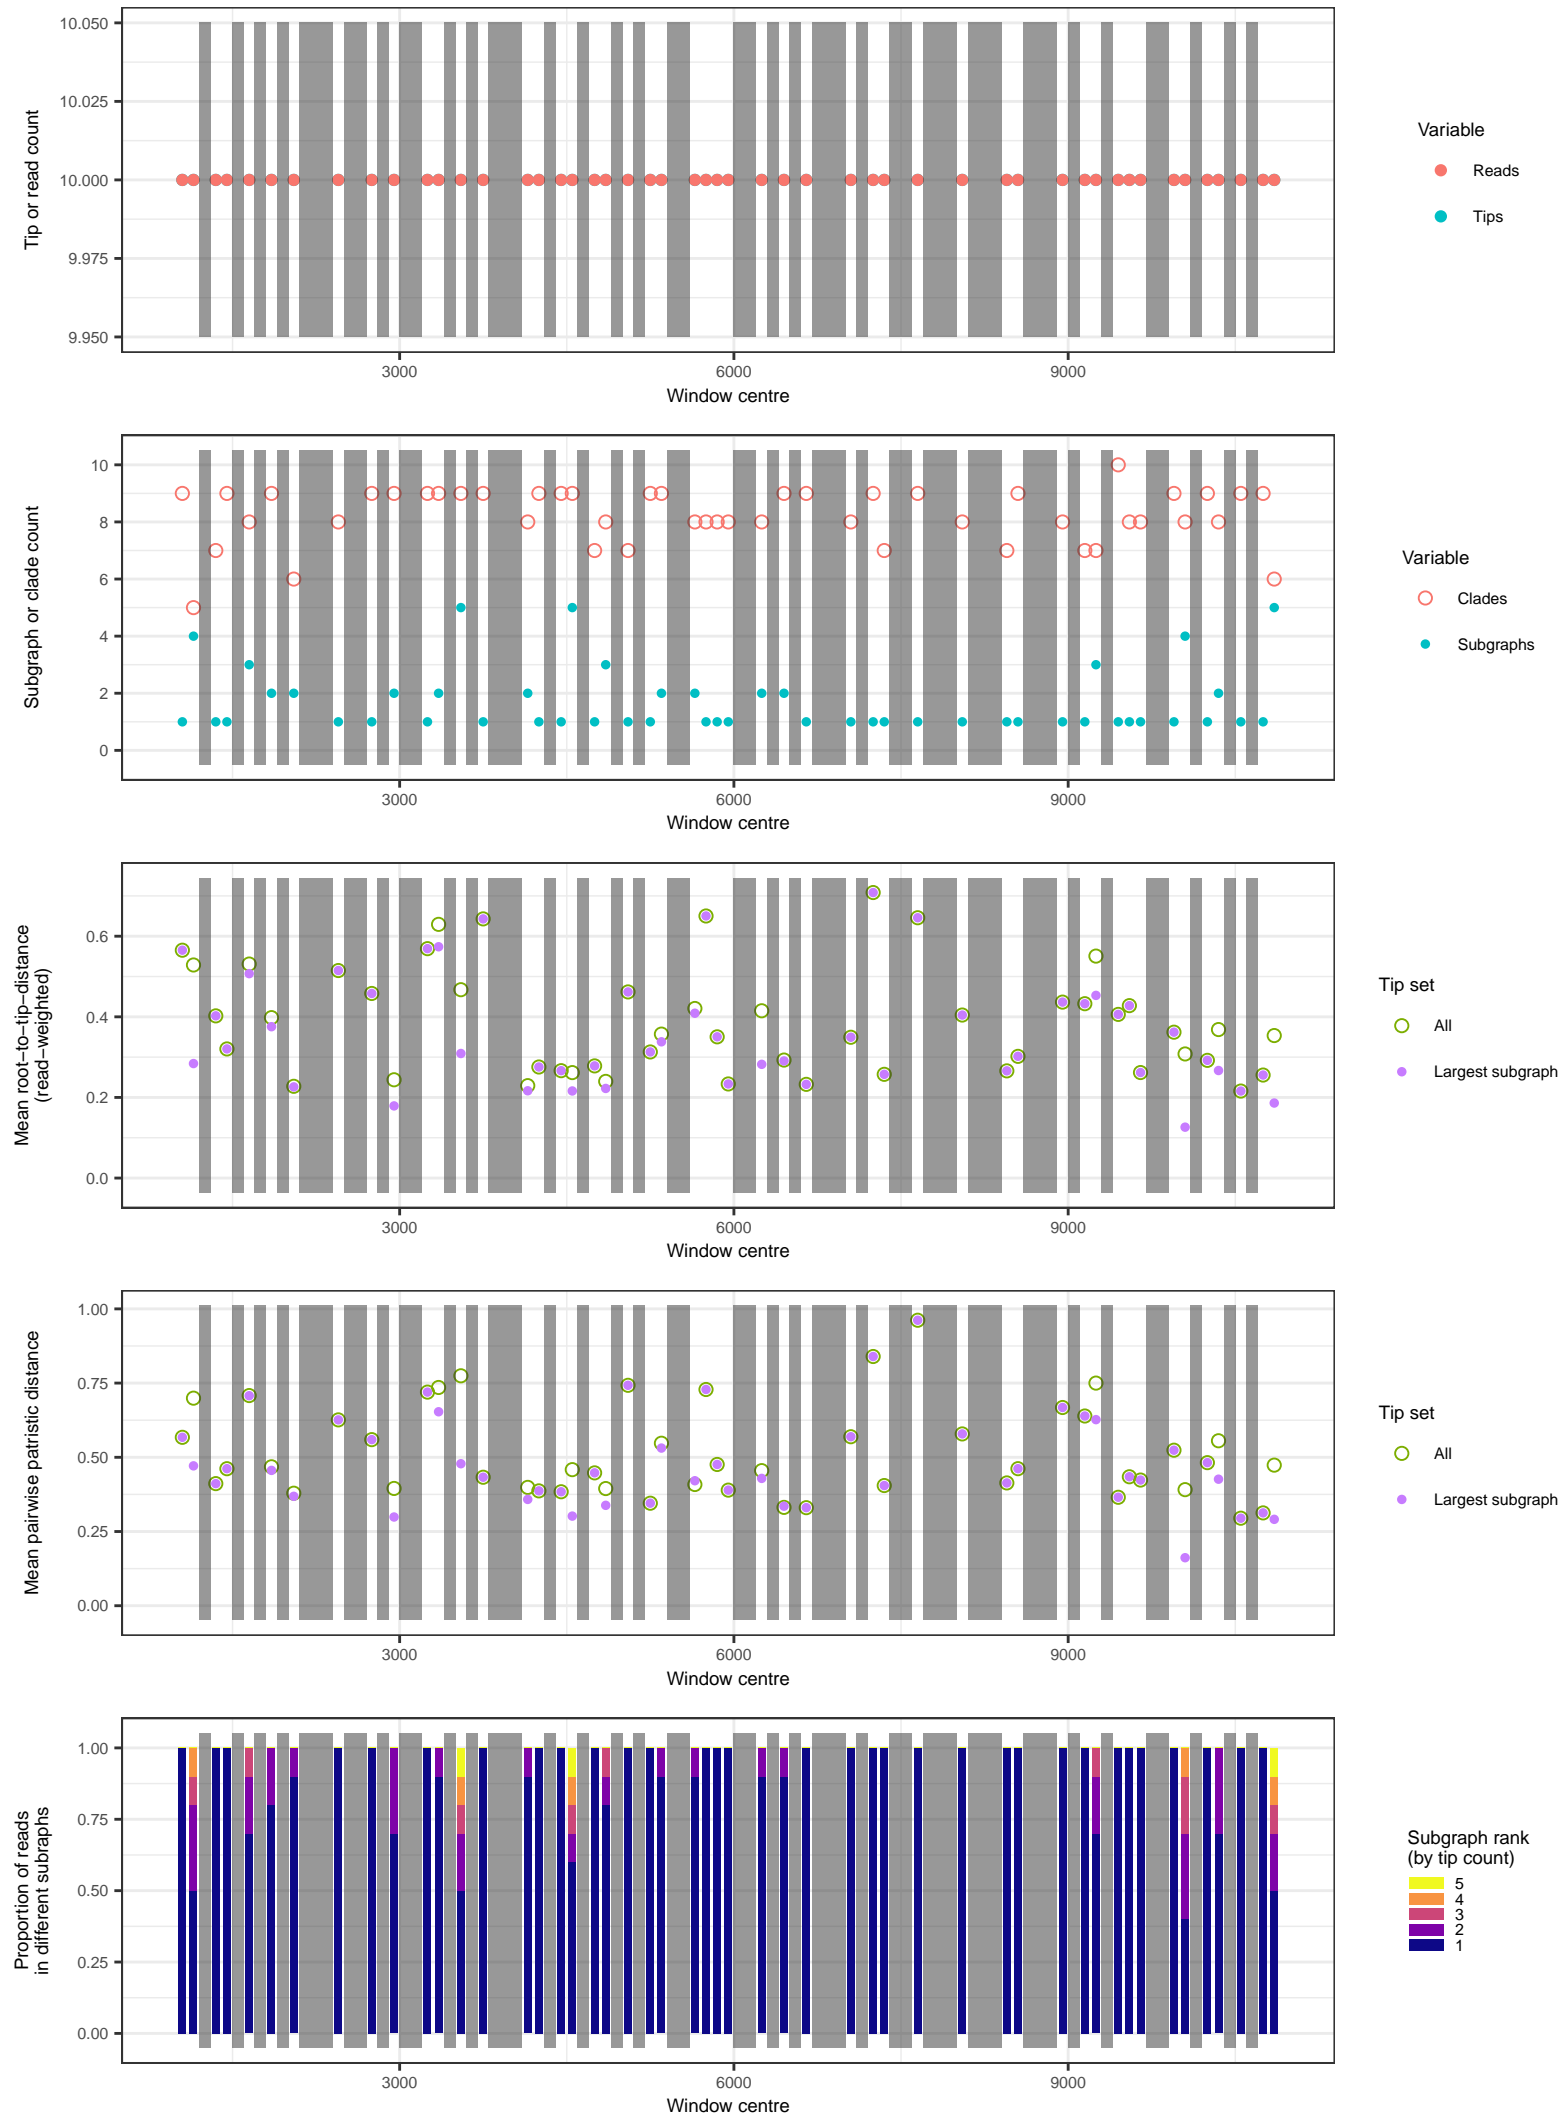 10.050
10.025
10.000
9.975
9.950
Tip or read count
3000
6000
9000
Window centre
Variable
Reads
Tips
10
8
6
4
2
0
Subgraph or clade count
3000
6000
9000
Window centre
Variable
Clades
Subgraphs
0.6
0.4
0.2
0.0
Mean root−to−tip−distance
(read−weighted)
3000
6000
9000
Window centre
Tip set
All
Largest subgraph
1.00
0.75
0.50
0.25
0.00
Mean pairwise patristic distance
3000
6000
9000
Window centre
Tip set
All
Largest subgraph
1.00
0.75
0.50
0.25
0.00
Proportion of reads
in different subraphs
3000
6000
9000
Window centre
Subgraph rank
(by tip count)
5
4
3
2
1